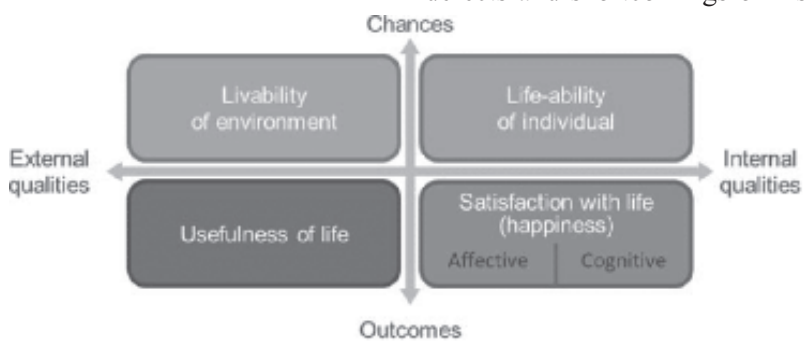 Chances
Livability
of environment
Life-ability
of individual
External
qualities
Internal
qualities
Usefulness of life
Satisfaction with life
(happiness)
Affective
Cognitive
Outcomes